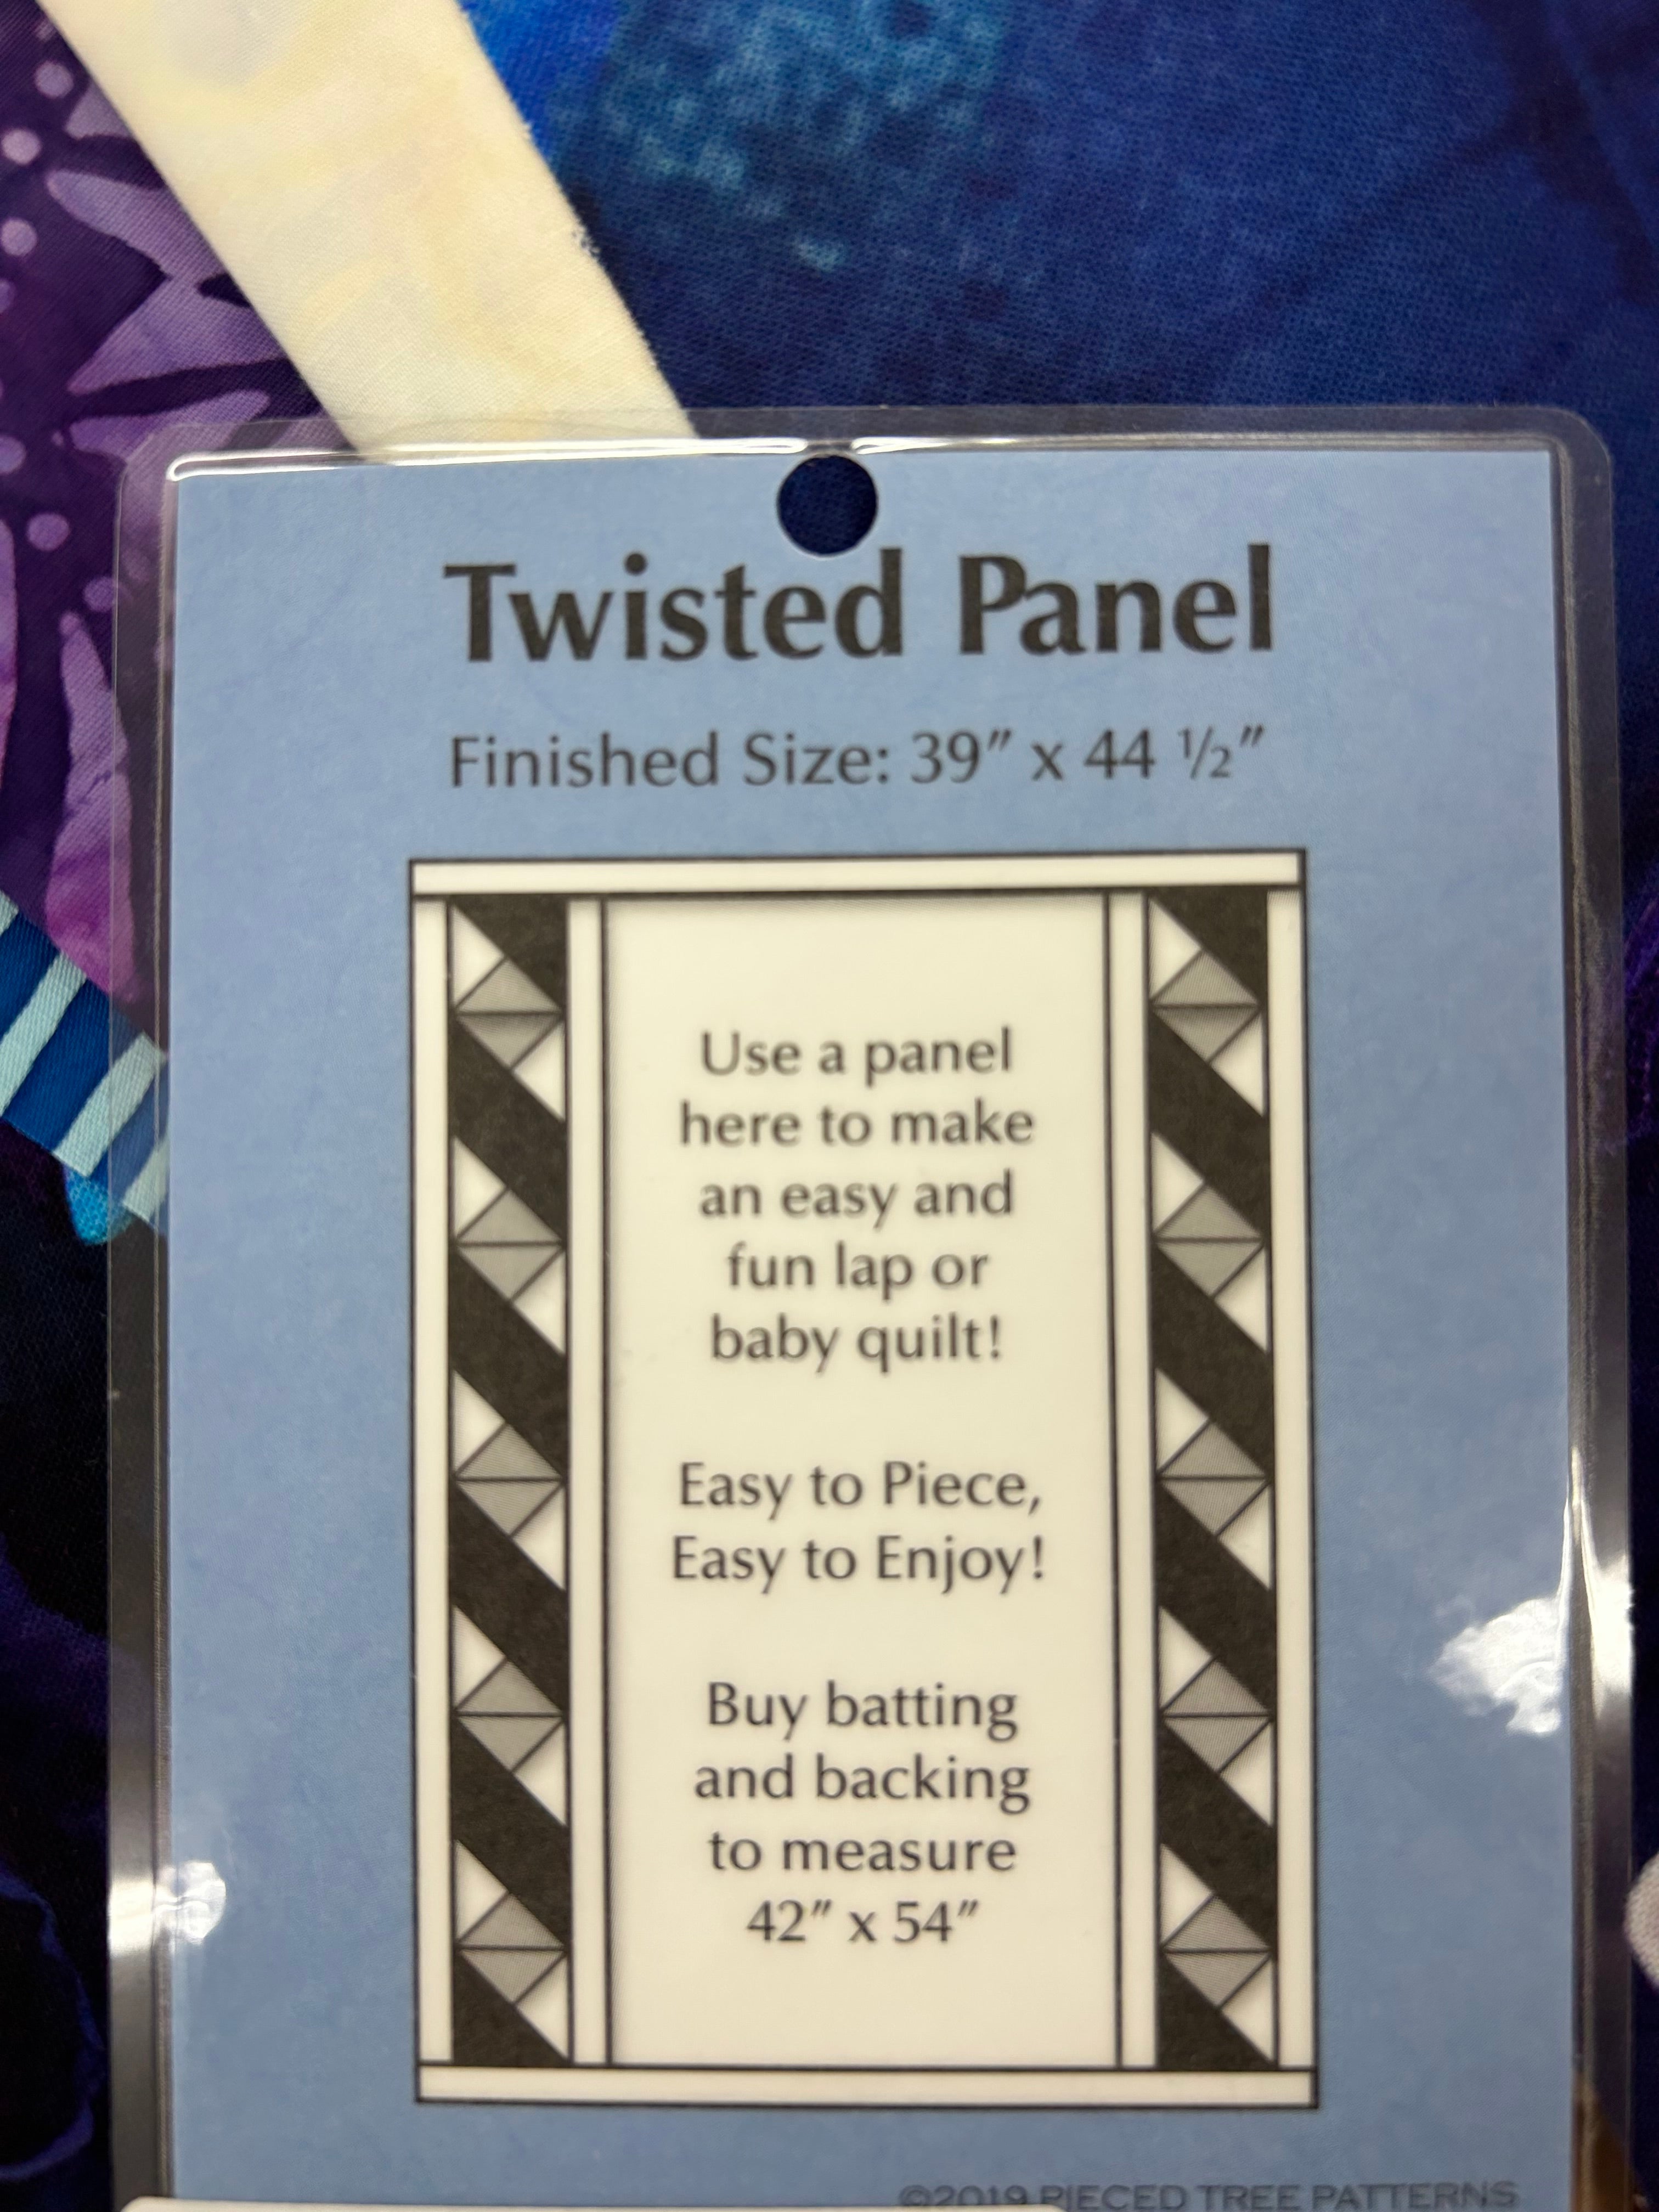 Twisted Panel
Finished Size: 39" x 44 ½"
Use a panel
here to make
an easy and
fun lap or
baby quilt!
Easy to Piece,
Easy to Enjoy!
Buy batting
and backing
to measure
42" x 54"
©2019 PIECED TREE PATTERNS